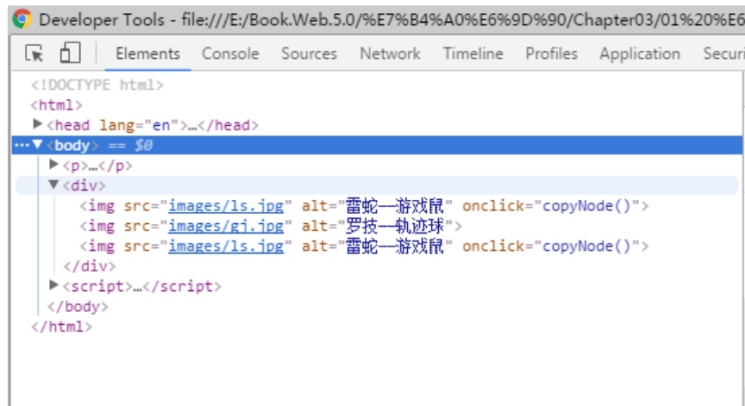 Developer Tools - file:///E:/Book.Web.5.0/%E7%B4%A0%E6%9D%90/Chapter03/01%20%E6
Elements Console Sources Network Timeline Profiles Application Securi
<!DOCTYPE html>
<html>
▶<head lang="en">…</head>
…▼<body> == $0
▶<p>…</p>
▼<div>
<img src="images/ls.jpg" alt="雷蛇——游戏鼠" onclick="copyNode()">
<img src="images/gj.jpg" alt="罗技——轨迹球">
<img src="images/ls.jpg" alt="雷蛇——游戏鼠" onclick="copyNode()">
</div>
▶<script>…</script>
</body>
</html>